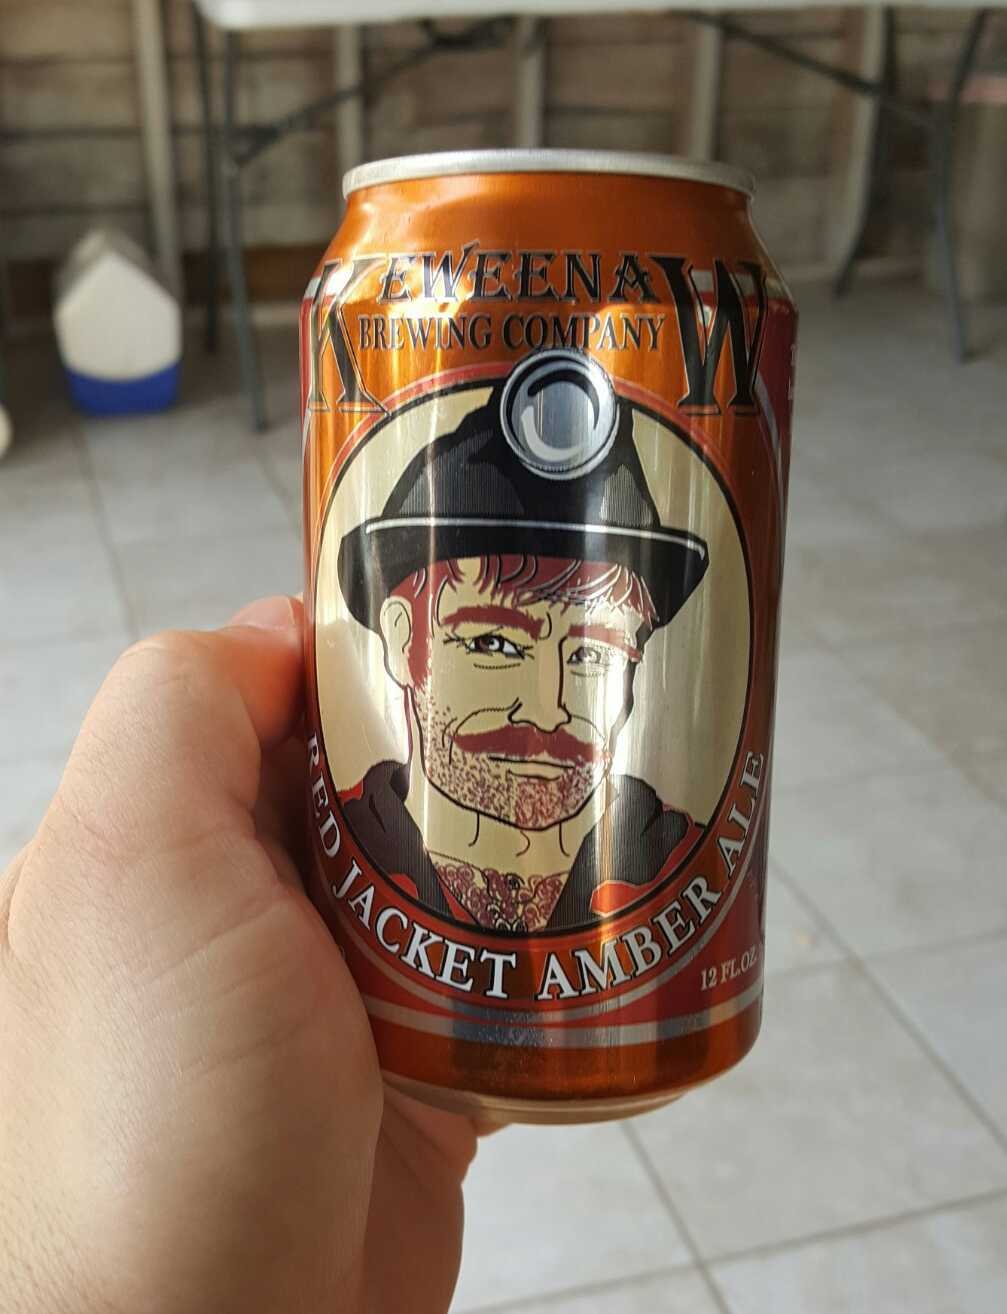 KEWEENAW
BREWING COMPANY
RED JACKET AMBER ALE
12 FL.OZ.